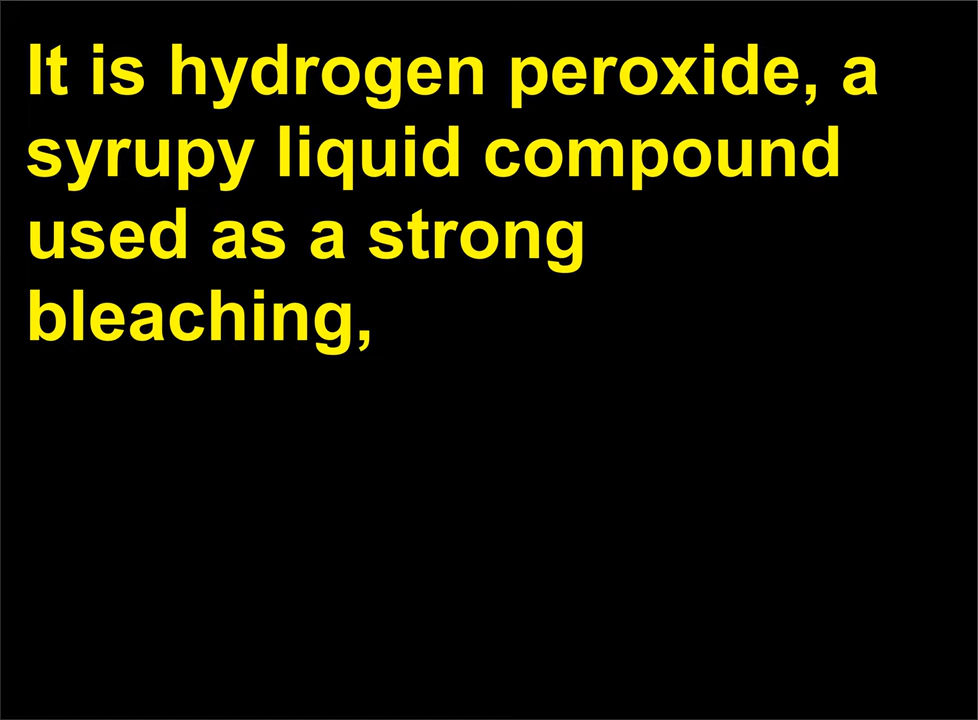 It is hydrogen peroxide, a
syrupy liquid compound
used as a strong
bleaching,